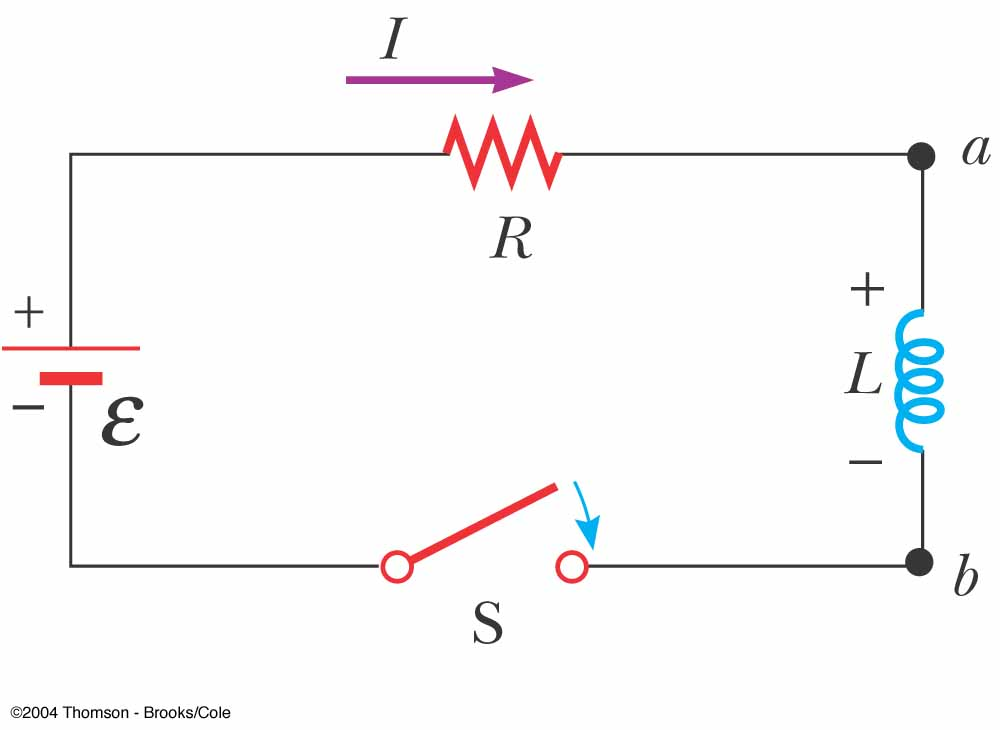 I
a
R
+
+
L
−
ε
−
b
S
©2004 Thomson - Brooks/Cole